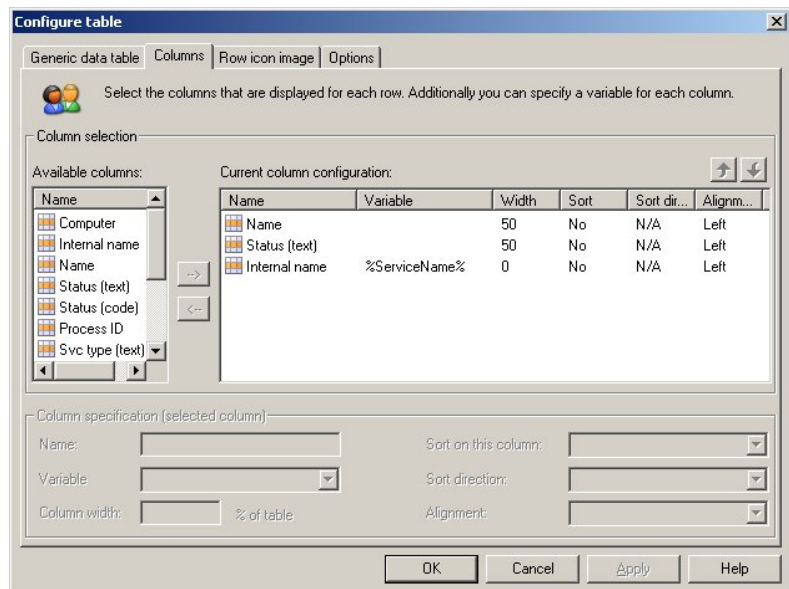 Configure table
Generic data table Columns Row icon image Options
Select the columns that are displayed for each row. Additionally you can specify a variable for each column.
Column selection
Available columns:
Name
Computer
Internal name
Name
Status (text)
Status (code)
Process ID
Svc type (text)
-->
<--
Current column configuration:
Name Variable Width Sort Sort dir... Alignm...
Name 50 No N/A Left
Status (text) 50 No N/A Left
Internal name %ServiceName% 0 No N/A Left
Column specification (selected column)
Name: Sort on this column:
Variable Sort direction:
Column width: % of table Alignment:
OK Cancel Apply Help